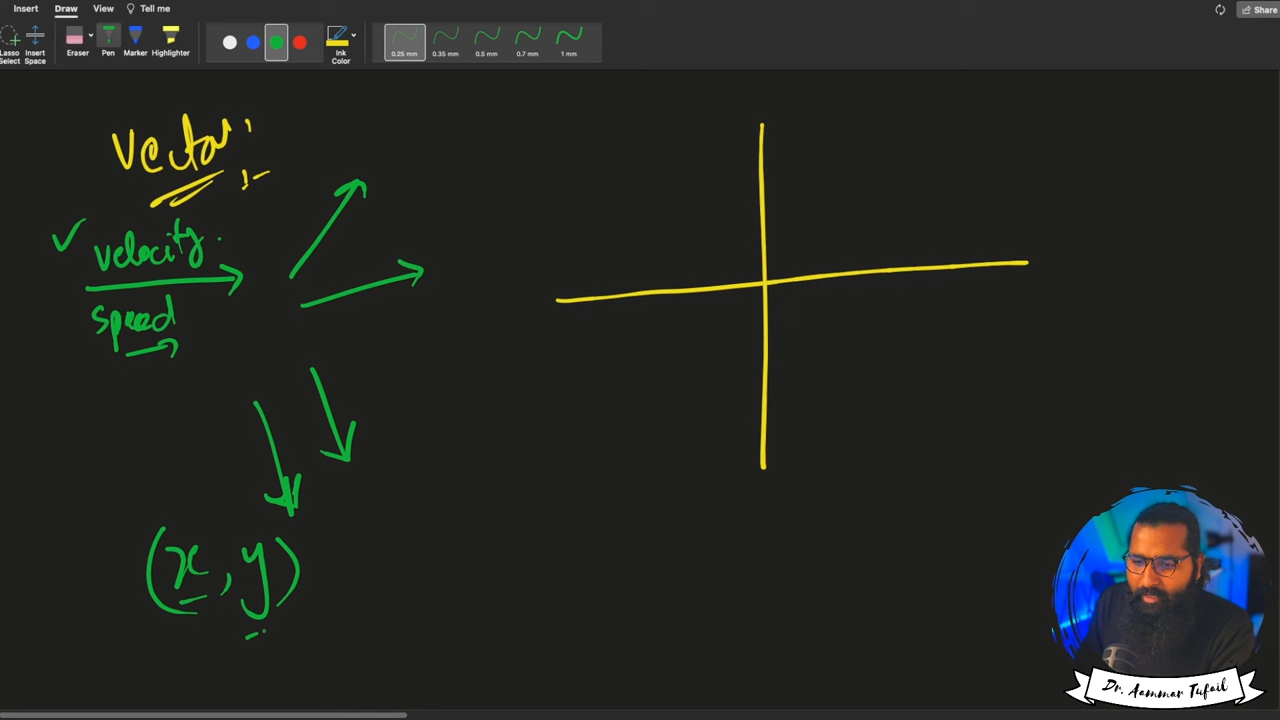 Insert Draw View Tell me
Share
Lasso Select
Insert Space
Eraser
Pen
Marker
Highlighter
Ink Color
0.25 mm
0.35 mm
0.5 mm
0.7 mm
1 mm
vector :-
velocity.
speed
(x, y)
Dr. Aammar Tufail